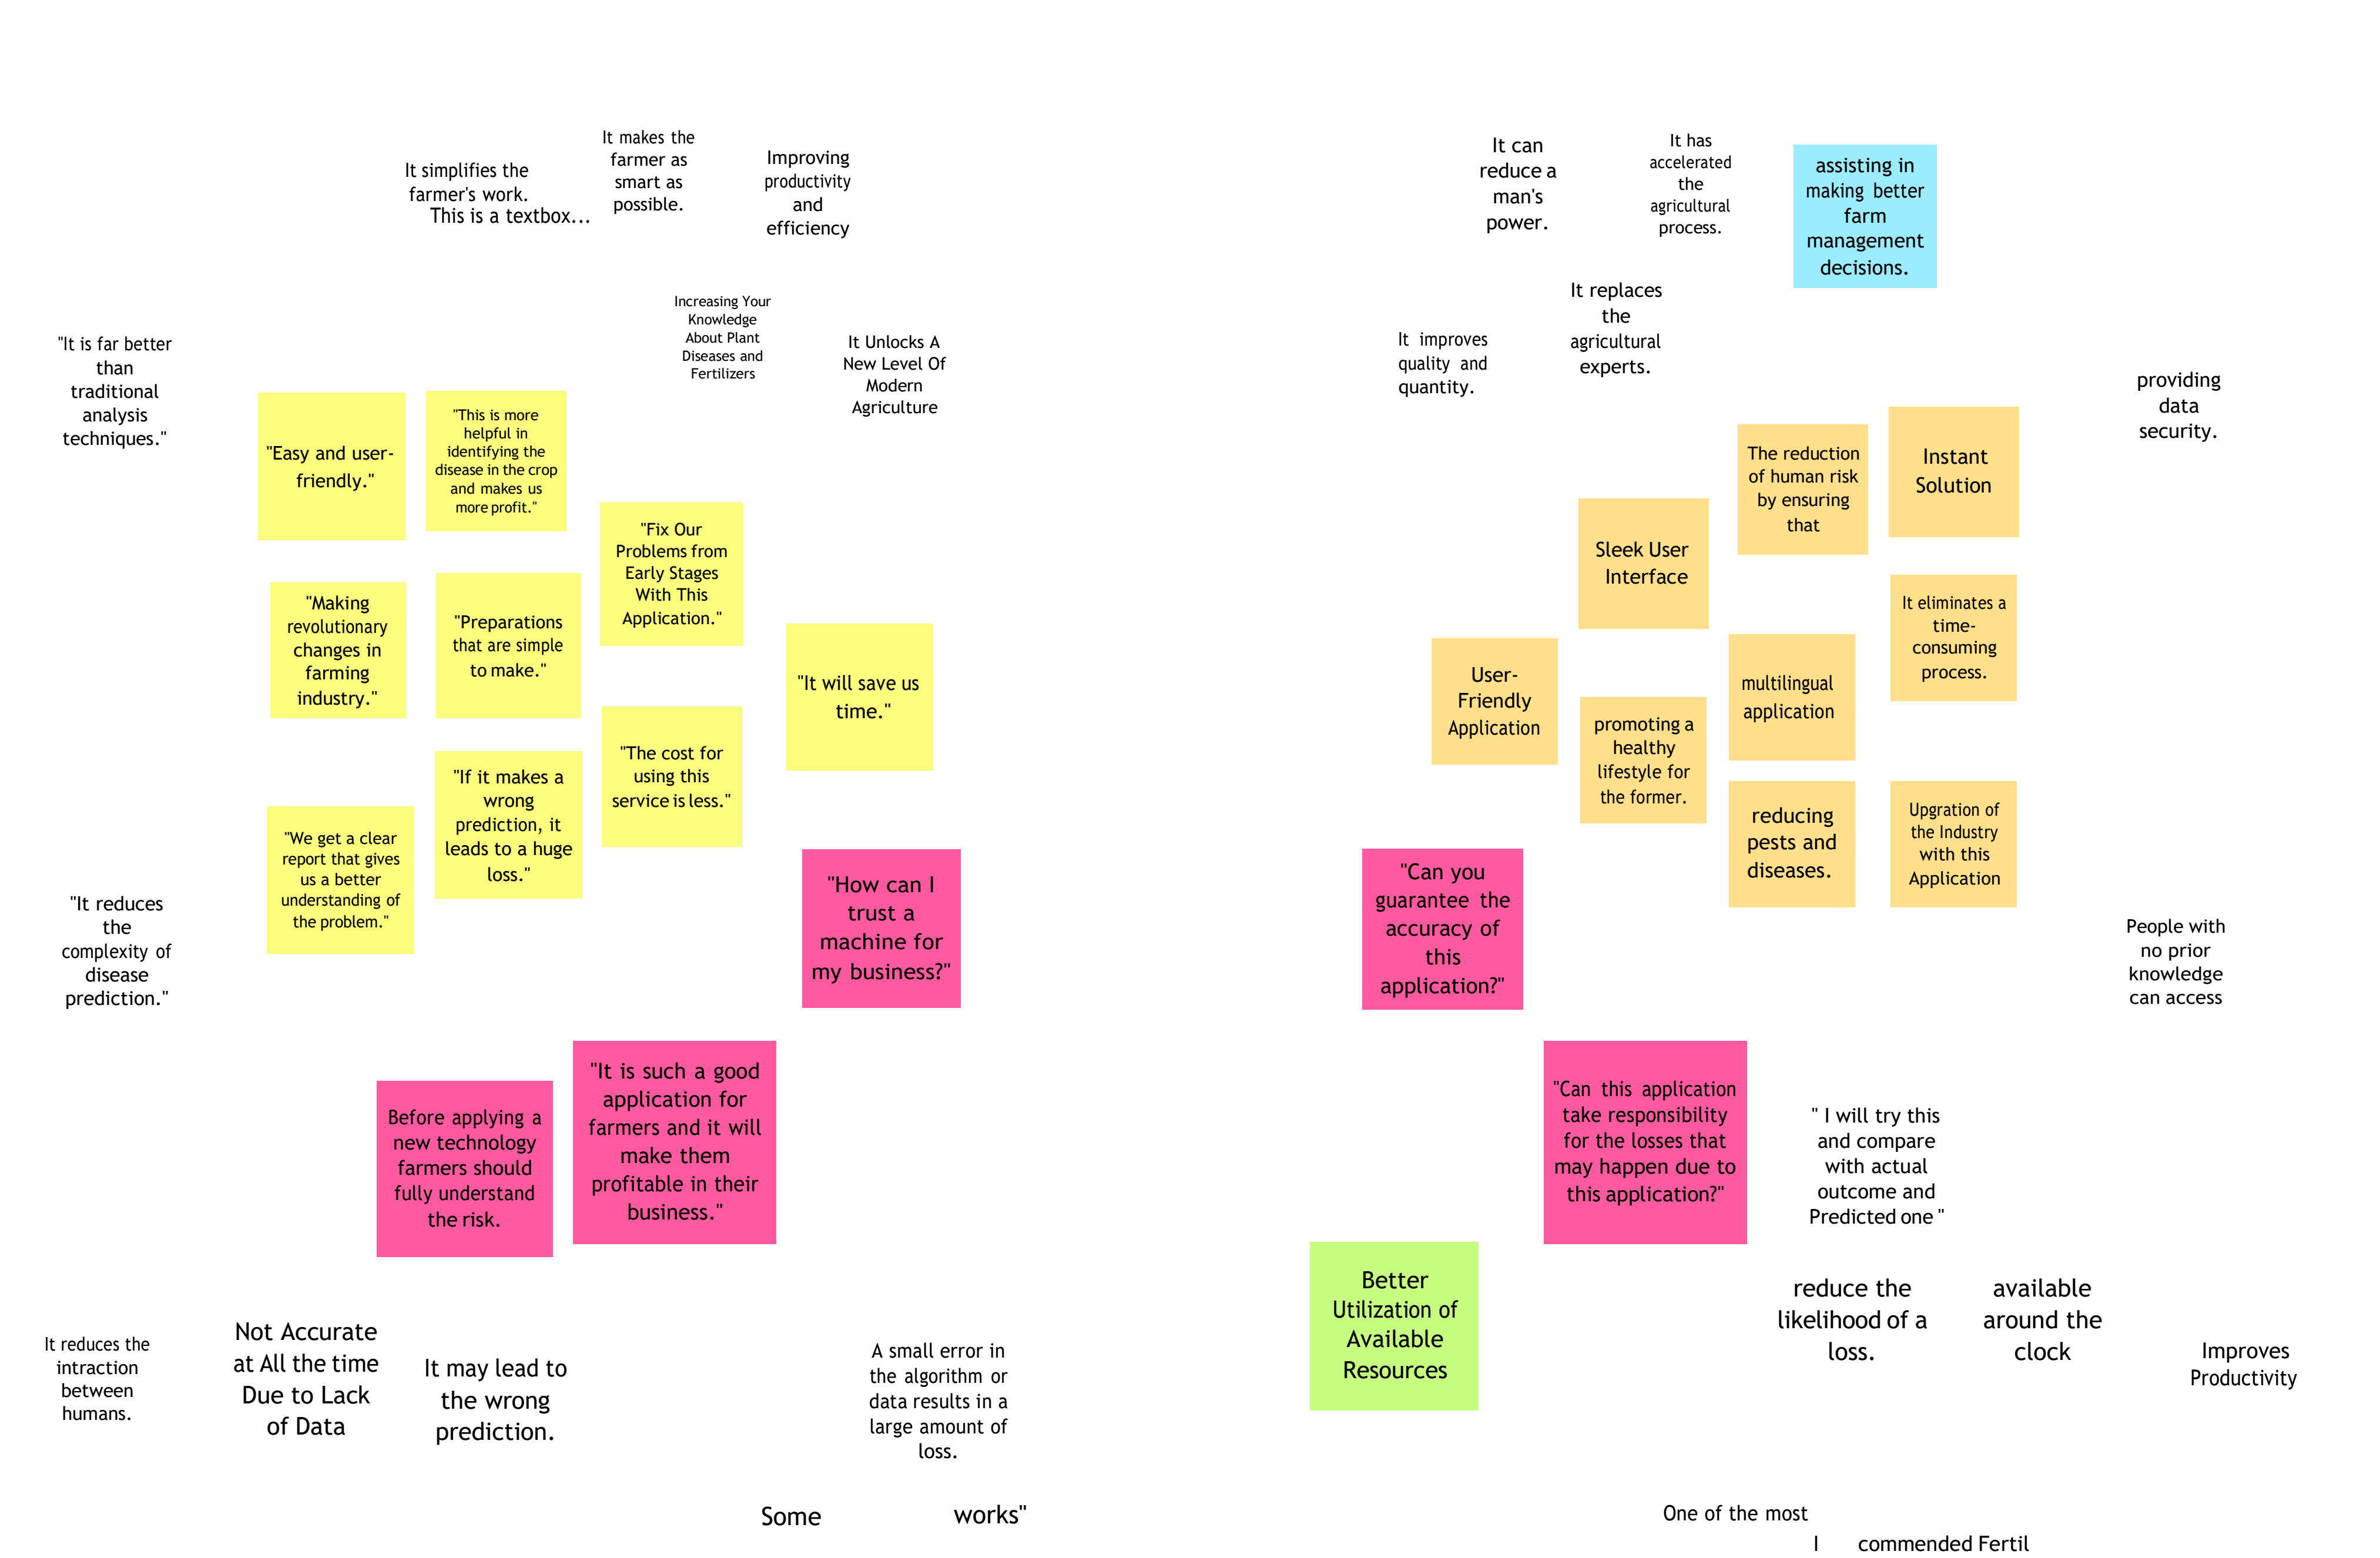 It simplifies the
farmer's work.
This is a textbox...
It makes the
farmer as
smart as
possible.
Improving
productivity
and
efficiency
Increasing Your
Knowledge
About Plant
Diseases and
Fertilizers
It Unlocks A
New Level Of
Modern
Agriculture
"It is far better
than
traditional
analysis
techniques."
"Easy and user-
friendly."
"This is more
helpful in
identifying the
disease in the crop
and makes us
more profit."
"Fix Our
Problems from
Early Stages
With This
Application."
"Making
revolutionary
changes in
farming
industry."
"Preparations
that are simple
to make."
"It will save us
time."
"The cost for
using this
service is less."
"If it makes a
wrong
prediction, it
leads to a huge
loss."
"We get a clear
report that gives
us a better
understanding of
the problem."
"It reduces
the
complexity of
disease
prediction."
"How can I
trust a
machine for
my business?"
Before applying a
new technology
farmers should
fully understand
the risk.
"It is such a good
application for
farmers and it will
make them
profitable in their
business."
It reduces the
intraction
between
humans.
Not Accurate
at All the time
Due to Lack
of Data
It may lead to
the wrong
prediction.
A small error in
the algorithm or
data results in a
large amount of
loss.
Some
works"
It can
reduce a
man's
power.
It has
accelerated
the
agricultural
process.
assisting in
making better
farm
management
decisions.
It improves
quality and
quantity.
It replaces
the
agricultural
experts.
providing
data
security.
The reduction
of human risk
by ensuring
that
Instant
Solution
Sleek User
Interface
It eliminates a
time-
consuming
process.
User-
Friendly
Application
multilingual
application
promoting a
healthy
lifestyle for
the former.
reducing
pests and
diseases.
Upgration of
the Industry
with this
Application
"Can you
guarantee the
accuracy of
this
application?"
People with
no prior
knowledge
can access
"Can this application
take responsibility
for the losses that
may happen due to
this application?"
" I will try this
and compare
with actual
outcome and
Predicted one "
Better
Utilization of
Available
Resources
reduce the
likelihood of a
loss.
available
around the
clock
Improves
Productivity
One of the most
I commended Fertil